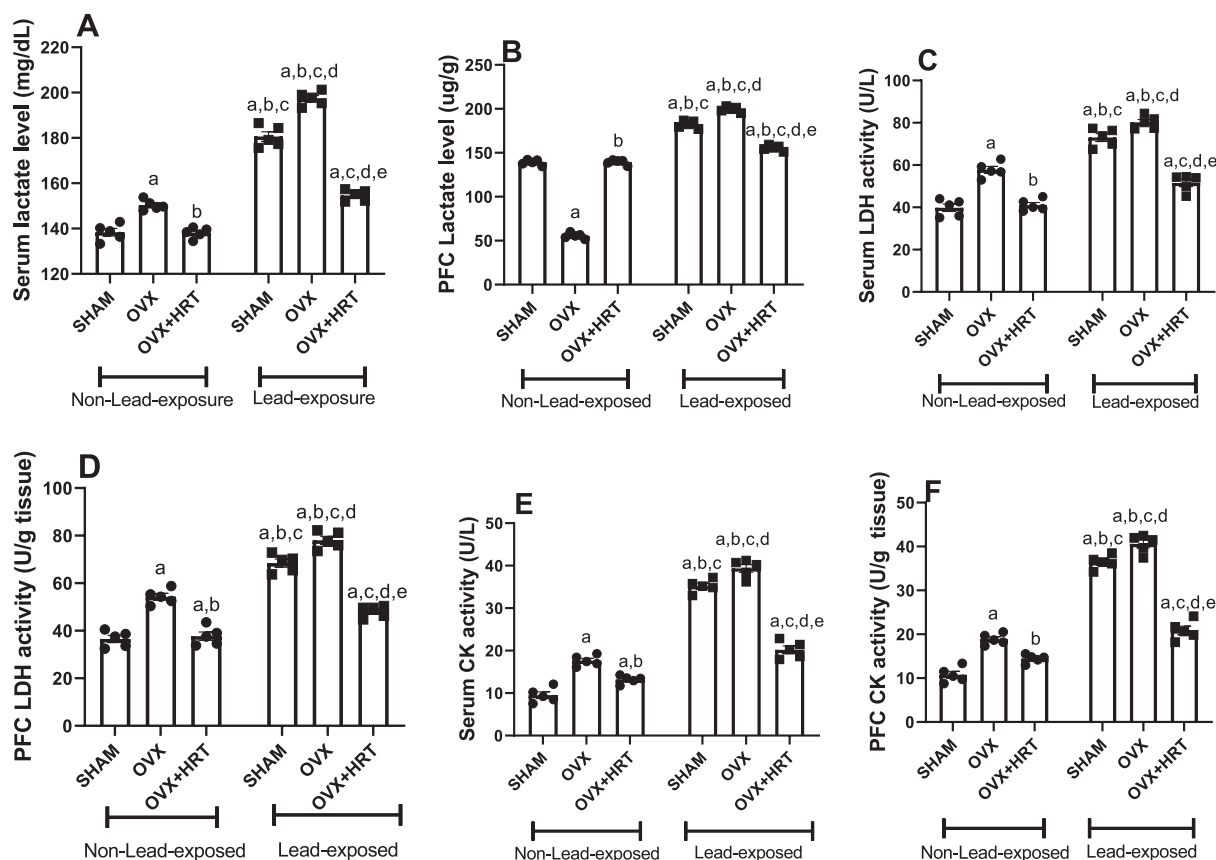 A
Serum lactate level (mg/dL)
220
200
180
160
140
120
a
b
a,b,c
a,b,c,d
a,c,d,e
SHAM
OVX
OVX+HRT
SHAM
OVX
OVX+HRT
Non-Lead-exposure
Lead-exposure
B
PFC Lactate level (ug/g)
250
200
150
100
50
0
a
b
a,b,c
a,b,c,d
a,b,c,d,e
SHAM
OVX
OVX+HRT
SHAM
OVX
OVX+HRT
Non-Lead-exposed
Lead-exposed
C
Serum LDH activity (U/L)
100
80
60
40
20
0
a
b
a,b,c
a,b,c,d
a,c,d,e
SHAM
OVX
OVX+HRT
SHAM
OVX
OVX+HRT
Non-Lead-exposed
Lead-exposed
D
PFC LDH activity (U/g tissue)
100
80
60
40
20
0
a
a,b
a,b,c
a,b,c,d
a,c,d,e
SHAM
OVX
OVX+HRT
SHAM
OVX
OVX+HRT
Non-Lead-exposed
Lead-exposed
E
Serum CK activity (U/L)
50
40
30
20
10
0
a
a,b
a,b,c
a,b,c,d
a,c,d,e
SHAM
OVX
OVX+HRT
SHAM
OVX
OVX+HRT
Non-Lead-exposed
Lead-exposed
F
PFC CK activity (U/g tissue)
50
40
30
20
10
0
a
b
a,b,c
a,b,c,d
a,c,d,e
SHAM
OVX
OVX+HRT
SHAM
OVX
OVX+HRT
Non-Lead-exposed
Lead-exposed